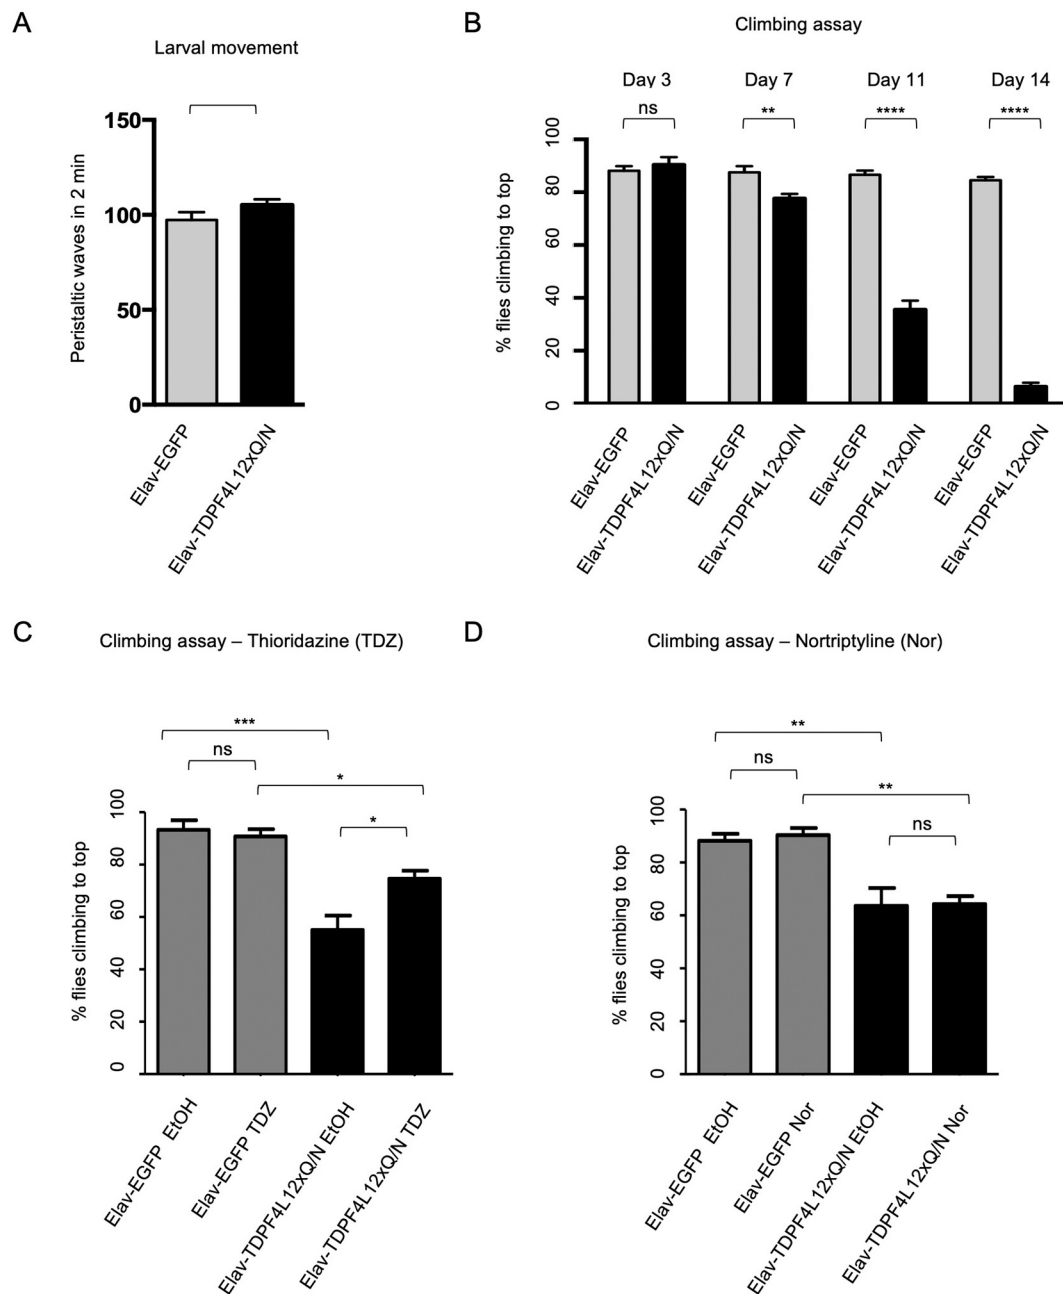 A
Larval movement
Peristaltic waves in 2 min
150
100
50
0
Elav-EGFP
Elav-TDPF4L12xQ/N
B
Climbing assay
Day 3
Day 7
Day 11
Day 14
ns
**
****
****
% flies climbing to top
100
80
60
40
20
0
Elav-EGFP
Elav-TDPF4L12xQ/N
Elav-EGFP
Elav-TDPF4L12xQ/N
Elav-EGFP
Elav-TDPF4L12xQ/N
Elav-EGFP
Elav-TDPF4L12xQ/N
C
Climbing assay – Thioridazine (TDZ)
***
ns
*
*
% flies climbing to top
100
80
60
40
20
0
Elav-EGFP EtOH
Elav-EGFP TDZ
Elav-TDPF4L12xQ/N EtOH
Elav-TDPF4L12xQ/N TDZ
D
Climbing assay – Nortriptyline (Nor)
**
ns
**
ns
% flies climbing to top
100
80
60
40
20
0
Elav-EGFP EtOH
Elav-EGFP Nor
Elav-TDPF4L12xQ/N EtOH
Elav-TDPF4L12xQ/N Nor